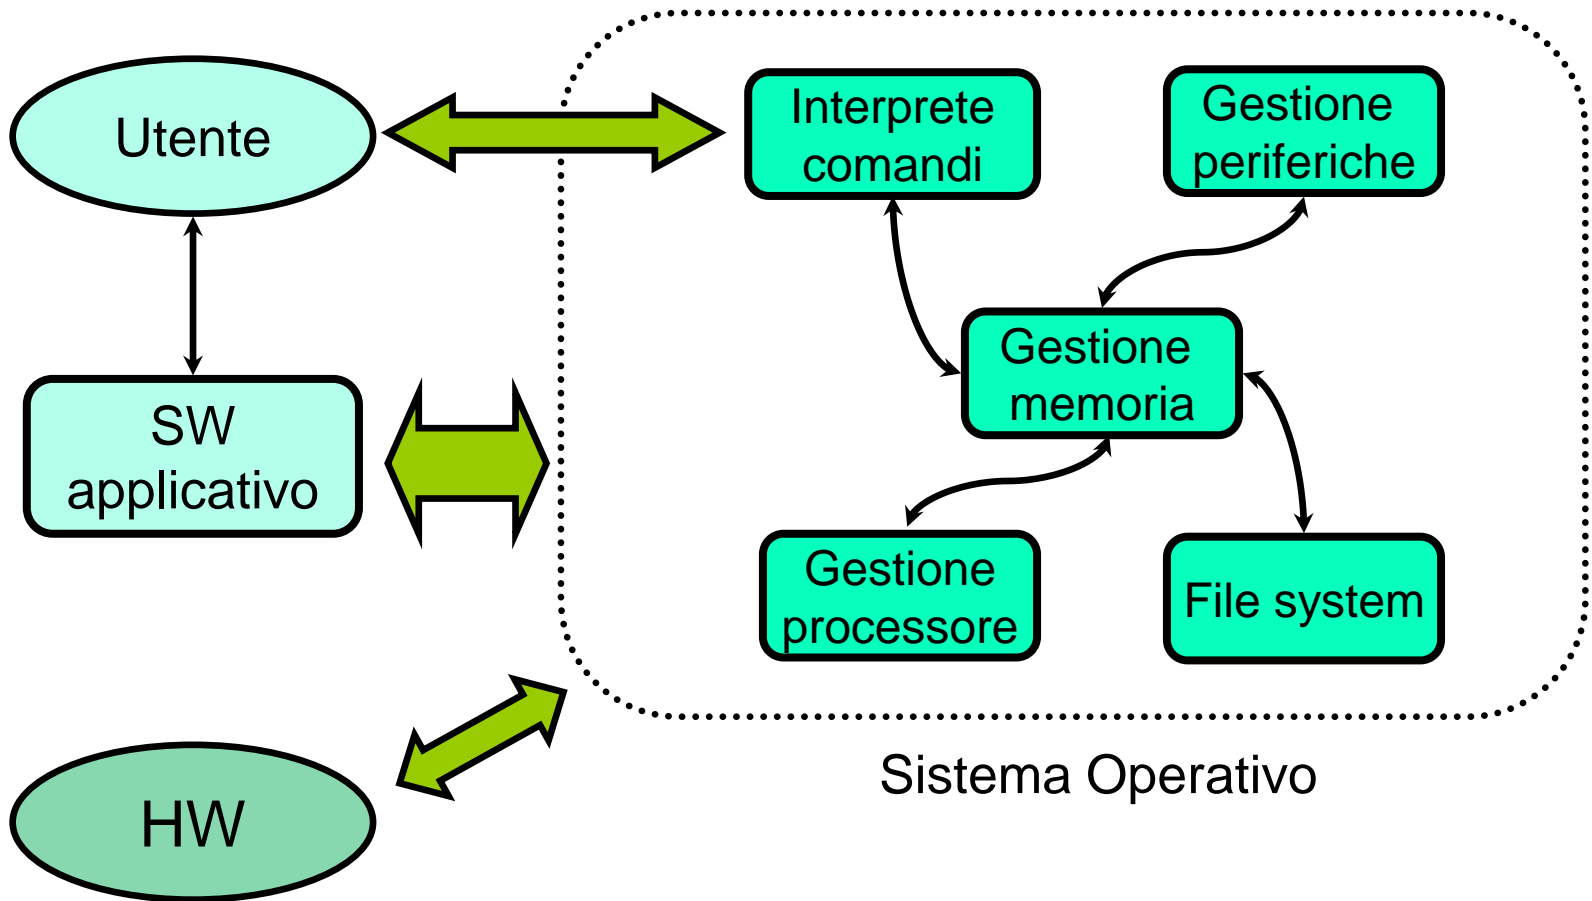 Utente
Interprete
comandi
Gestione
periferiche
Gestione
memoria
SW
applicativo
Gestione
processore
File system
Sistema Operativo
HW